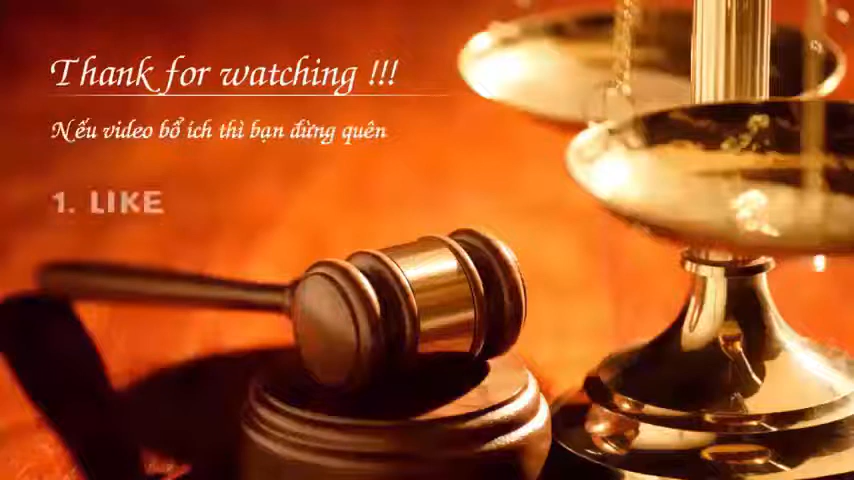 Thank for watching !!!
Nếu video bổ ích thì bạn đừng quên
1. LIKE